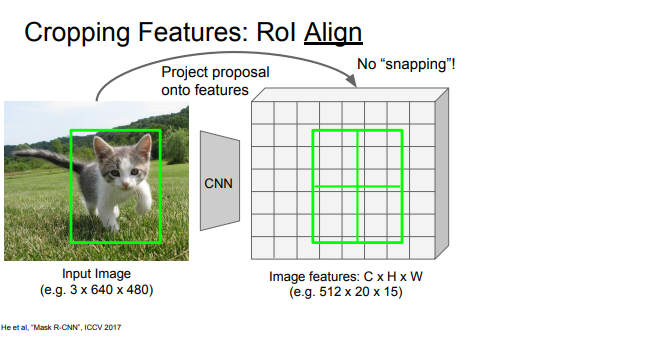 Cropping Features: RoI Align
No “snapping”!
Project proposal
onto features
CNN
Input Image
(e.g. 3 x 640 x 480)
Image features: C x H x W
(e.g. 512 x 20 x 15)
He et al, “Mask R-CNN”, ICCV 2017